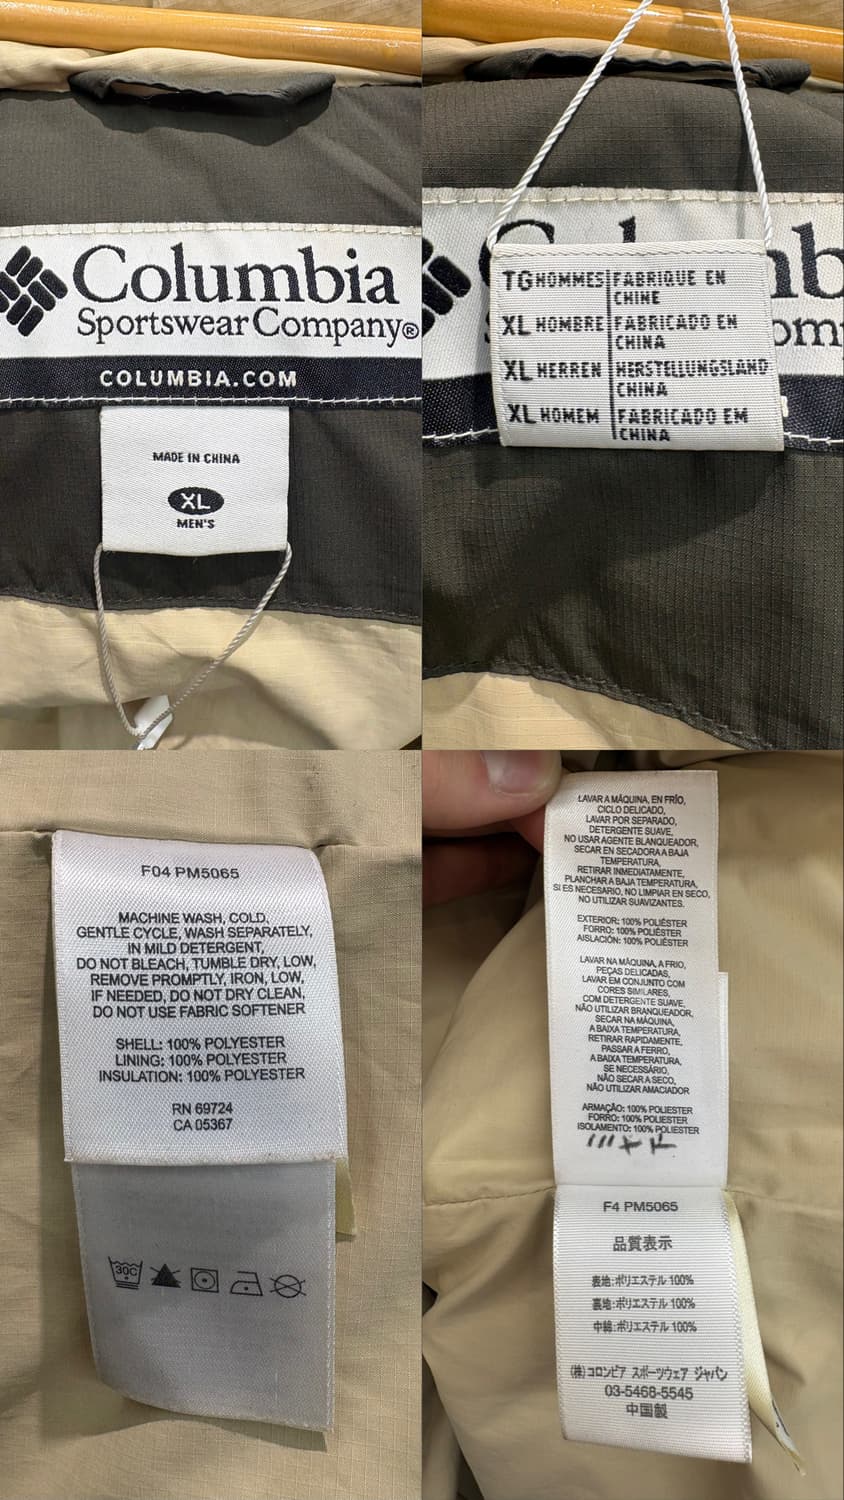 Columbia
Sportswear Company®
COLUMBIA.COM
MADE IN CHINA
XL
MEN'S
TG HOMMES FABRIQUE EN
CHINE
XL HOMBRE FABRICADO EN
CHINA
XL HERREN HERSTELLUNGSLAND
CHINA
XL HOMEM FABRICADO EM
CHINA
F04 PM5065
MACHINE WASH, COLD,
GENTLE CYCLE, WASH SEPARATELY,
IN MILD DETERGENT,
DO NOT BLEACH, TUMBLE DRY, LOW,
REMOVE PROMPTLY, IRON, LOW,
IF NEEDED, DO NOT DRY CLEAN,
DO NOT USE FABRIC SOFTENER
SHELL: 100% POLYESTER
LINING: 100% POLYESTER
INSULATION: 100% POLYESTER
RN 69724
CA 05367
30C
LAVAR A MÁQUINA, EN FRÍO,
CICLO DELICADO,
LAVAR POR SEPARADO,
DETERGENTE SUAVE,
NO USAR AGENTE BLANQUEADOR,
SECAR EN SECADORA A BAJA
TEMPERATURA,
RETIRAR INMEDIATAMENTE,
PLANCHAR A BAJA TEMPERATURA,
SI ES NECESARIO, NO LIMPIAR EN SECO,
NO UTILIZAR SUAVIZANTES.
EXTERIOR: 100% POLIÉSTER
FORRO: 100% POLIÉSTER
AISLACIÓN: 100% POLIÉSTER
LAVAR NA MÁQUINA, A FRIO,
PEÇAS DELICADAS,
LAVAR EM CONJUNTO COM
CORES SIMILARES,
COM DETERGENTE SUAVE,
NÃO UTILIZAR BRANQUEADOR,
SECAR NA MÁQUINA,
A BAIXA TEMPERATURA,
RETIRAR RAPIDAMENTE,
PASSAR A FERRO,
A BAIXA TEMPERATURA,
SE NECESSÁRIO,
NÃO SECAR A SECO,
NÃO UTILIZAR AMACIADOR
ARMAÇÃO: 100% POLIESTER
FORRO: 100% POLIESTER
ISOLAMENTO: 100% POLIESTER
F4 PM5065
品質表示
表地:ポリエステル 100%
裏地:ポリエステル 100%
中綿:ポリエステル 100%
(株)コロンビア スポーツウェア ジャパン
03-5468-5545
中国製